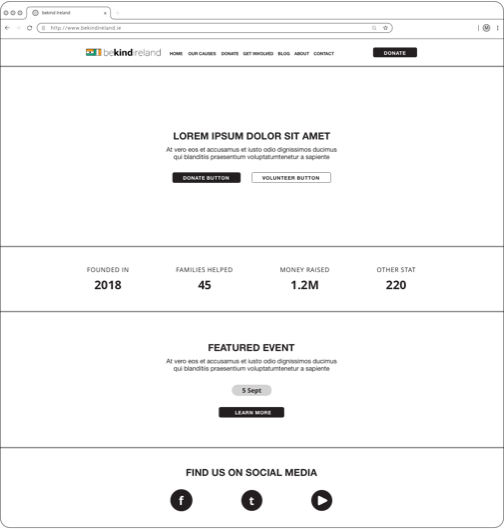 bekind Ireland
http://www.bekindireland.ie
M
bekindireland
HOME OUR CAUSES DONATE GET INVOLVED BLOG ABOUT CONTACT
DONATE
LOREM IPSUM DOLOR SIT AMET
At vero eos et accusamus et iusto odio dignissimos ducimus
qui blanditiis praesentium voluptatumtenetur a sapiente
DONATE BUTTON VOLUNTEER BUTTON
FOUNDED IN FAMILIES HELPED MONEY RAISED OTHER STAT
2018 45 1.2M 220
FEATURED EVENT
At vero eos et accusamus et iusto odio dignissimos ducimus
qui blanditiis praesentium voluptatumtenetur a sapiente
5 Sept
LEARN MORE
FIND US ON SOCIAL MEDIA
f t